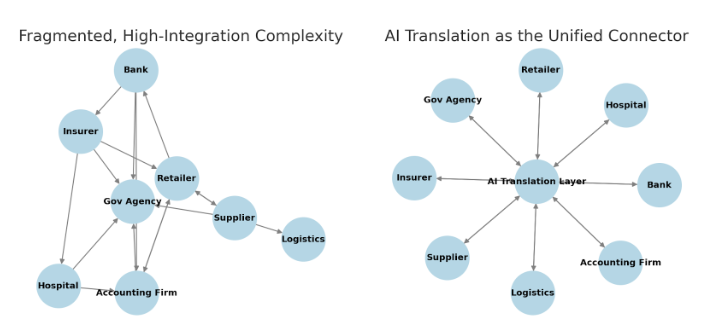 Fragmented, High-Integration Complexity
Bank
Insurer
Retailer
Gov Agency
Supplier
Logistics
Hospital
Accounting Firm
AI Translation as the Unified Connector
Retailer
Gov Agency
Hospital
Insurer
AI Translation Layer
Bank
Supplier
Accounting Firm
Logistics